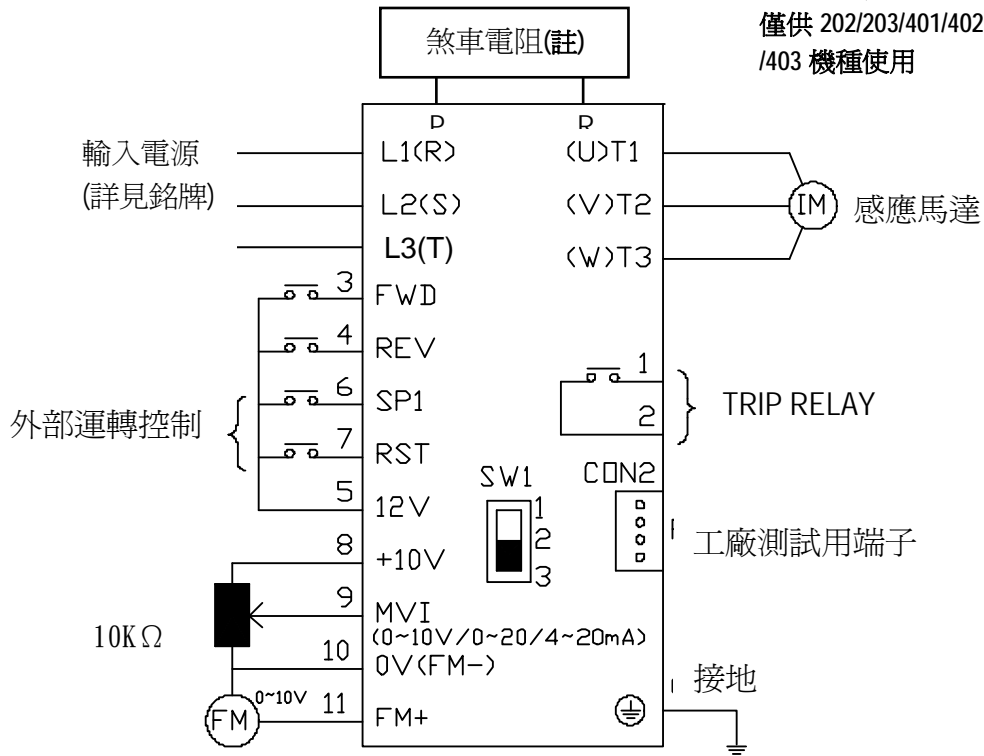 僅供 202/203/401/402
/403 機種使用
煞車電阻(註)
P R
輸入電源
(詳見銘牌)
L1(R) (U)T1
L2(S) (V)T2
L3(T) (W)T3
IM 感應馬達
3 FWD
4 REV
6 SP1
7 RST
5 12V
外部運轉控制
1
2
TRIP RELAY
SW1
1
2
3
CON2
工廠測試用端子
8 +10V
9 MVI
(0~10V/0~20/4~20mA)
10 0V(FM-)
11 FM+
10KΩ
FM 0~10V
接地